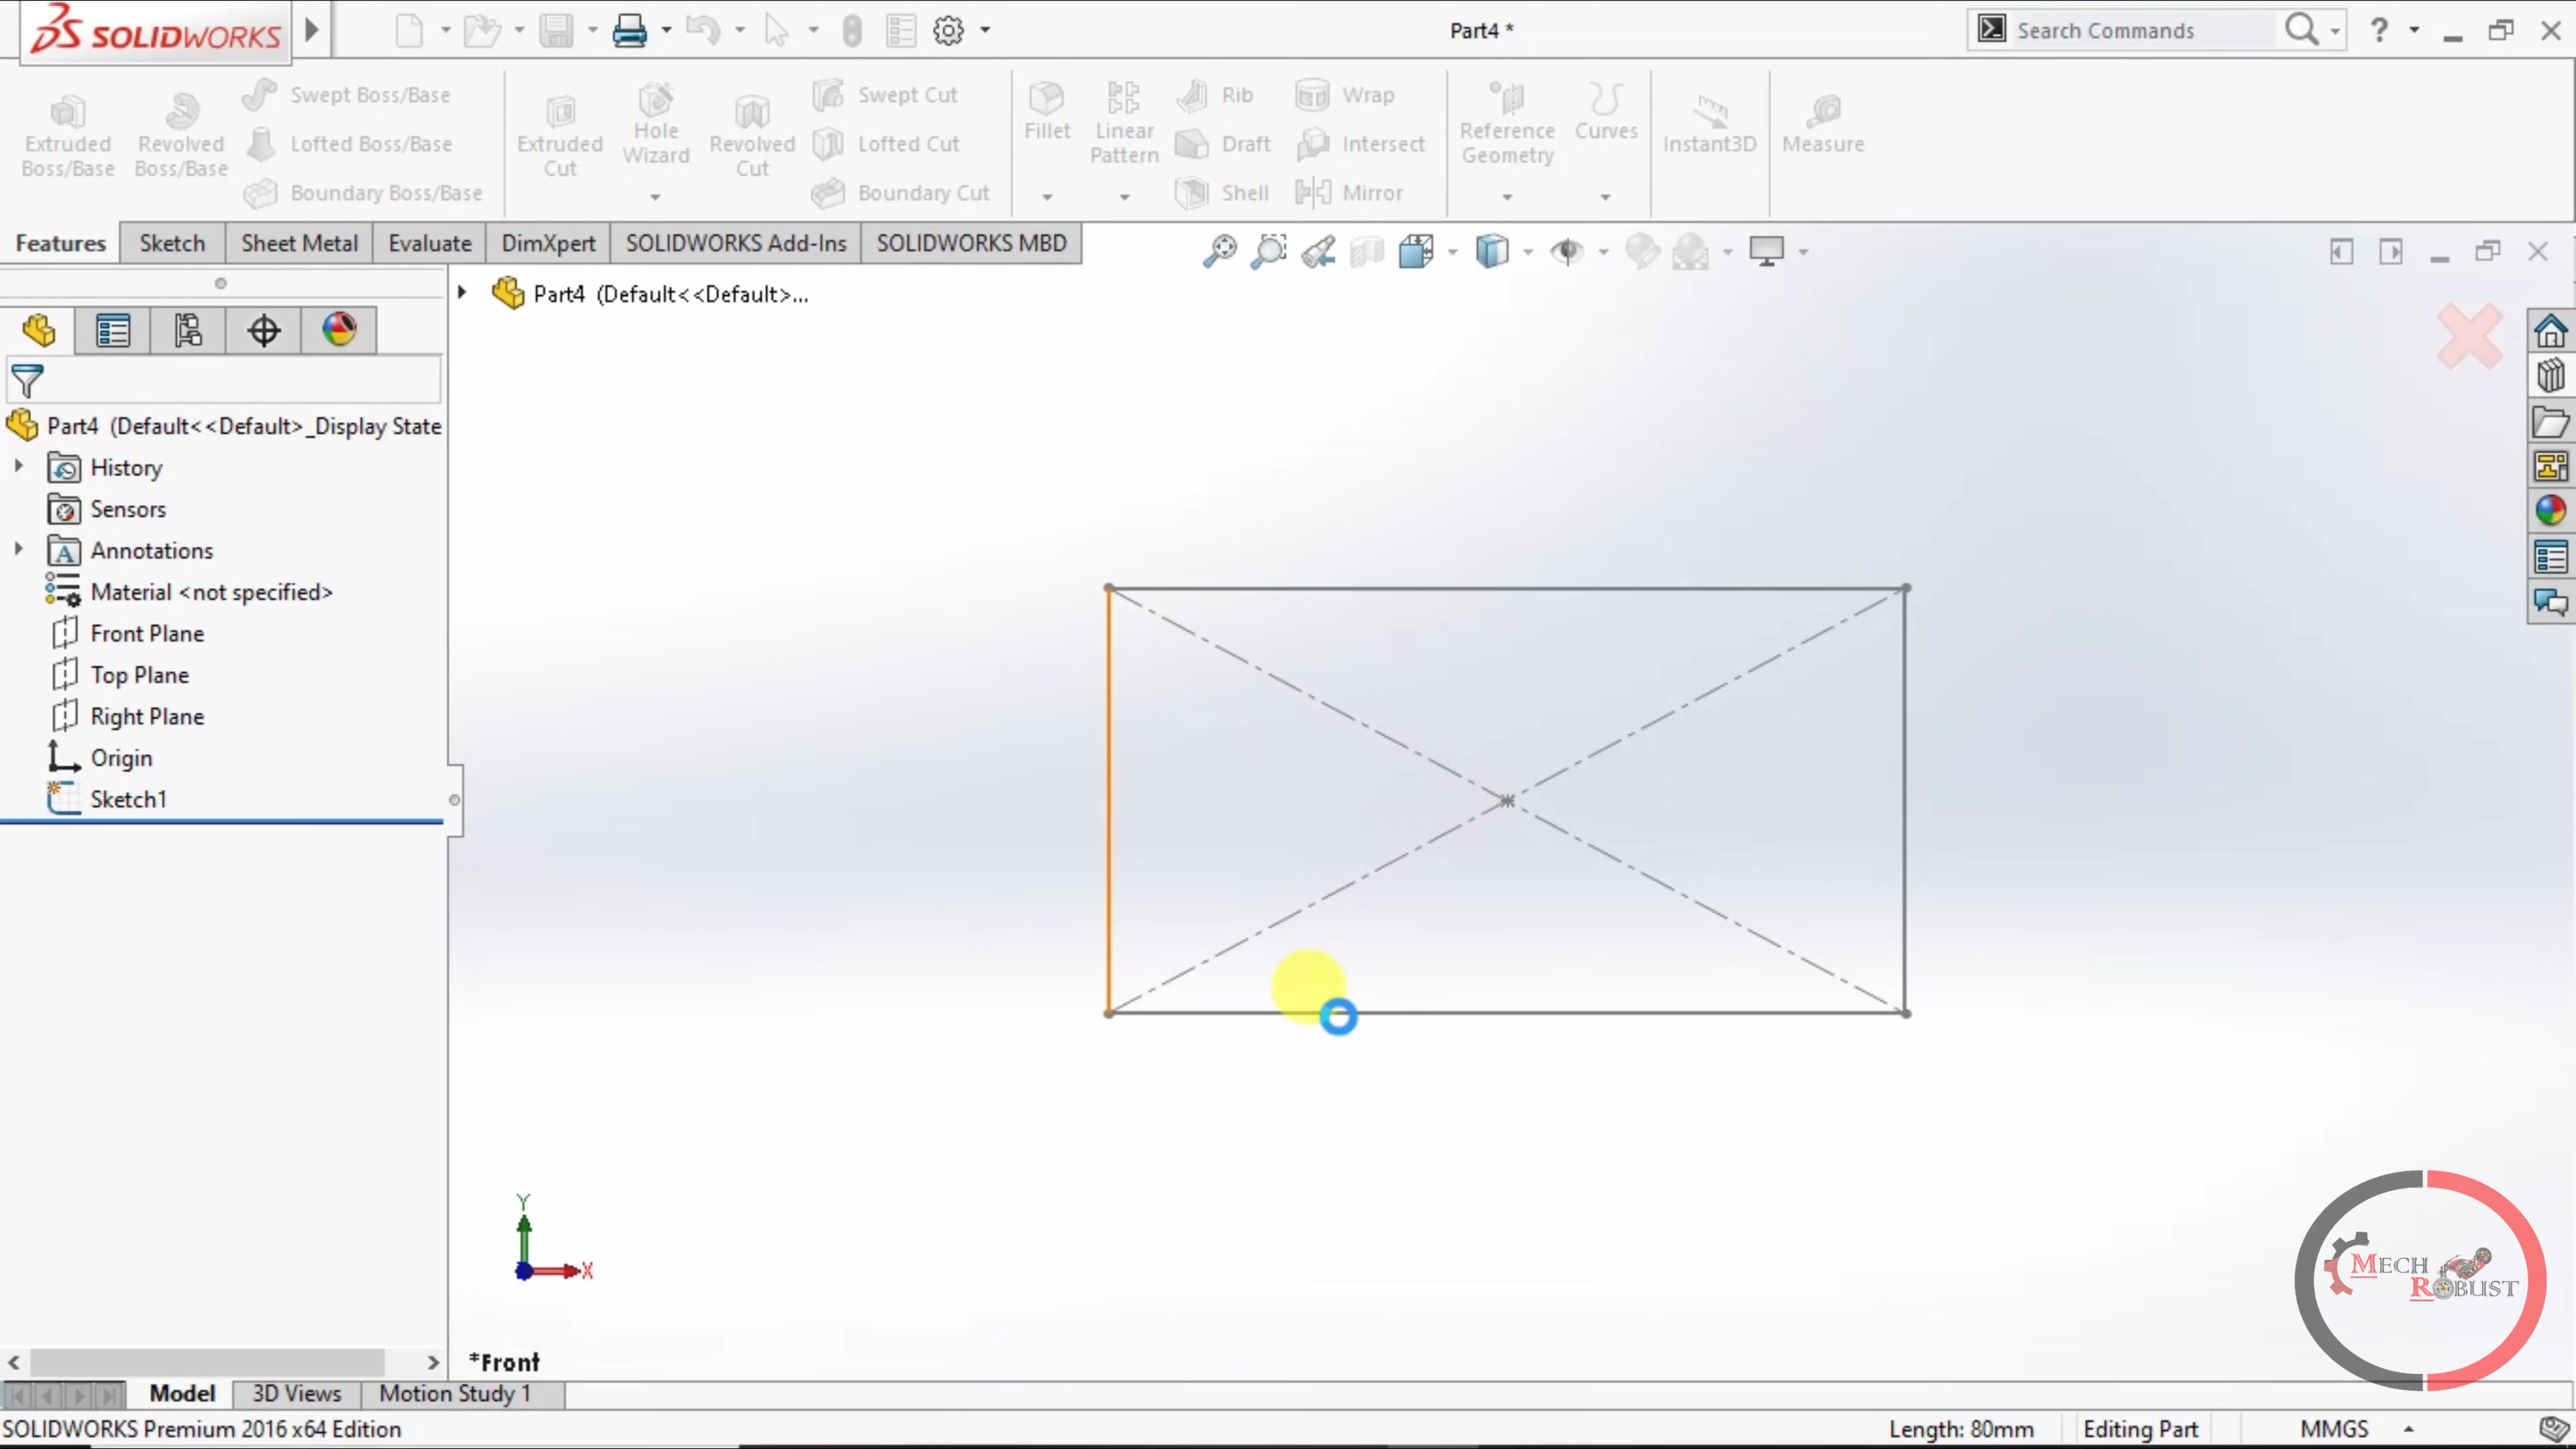 SOLIDWORKS
Part4 *
Search Commands
?
Extruded Boss/Base
Revolved Boss/Base
Swept Boss/Base
Lofted Boss/Base
Boundary Boss/Base
Extruded Cut
Hole Wizard
Revolved Cut
Swept Cut
Lofted Cut
Boundary Cut
Fillet
Linear Pattern
Rib
Draft
Shell
Wrap
Intersect
Mirror
Reference Geometry
Curves
Instant3D
Measure
Features
Sketch
Sheet Metal
Evaluate
DimXpert
SOLIDWORKS Add-Ins
SOLIDWORKS MBD
Part4 (Default<<Default>...
Part4 (Default<<Default>_Display State
History
Sensors
Annotations
Material <not specified>
Front Plane
Top Plane
Right Plane
Origin
Sketch1
Y
X
*Front
MECH
ROBUST
Model
3D Views
Motion Study 1
SOLIDWORKS Premium 2016 x64 Edition
Length: 80mm
Editing Part
MMGS